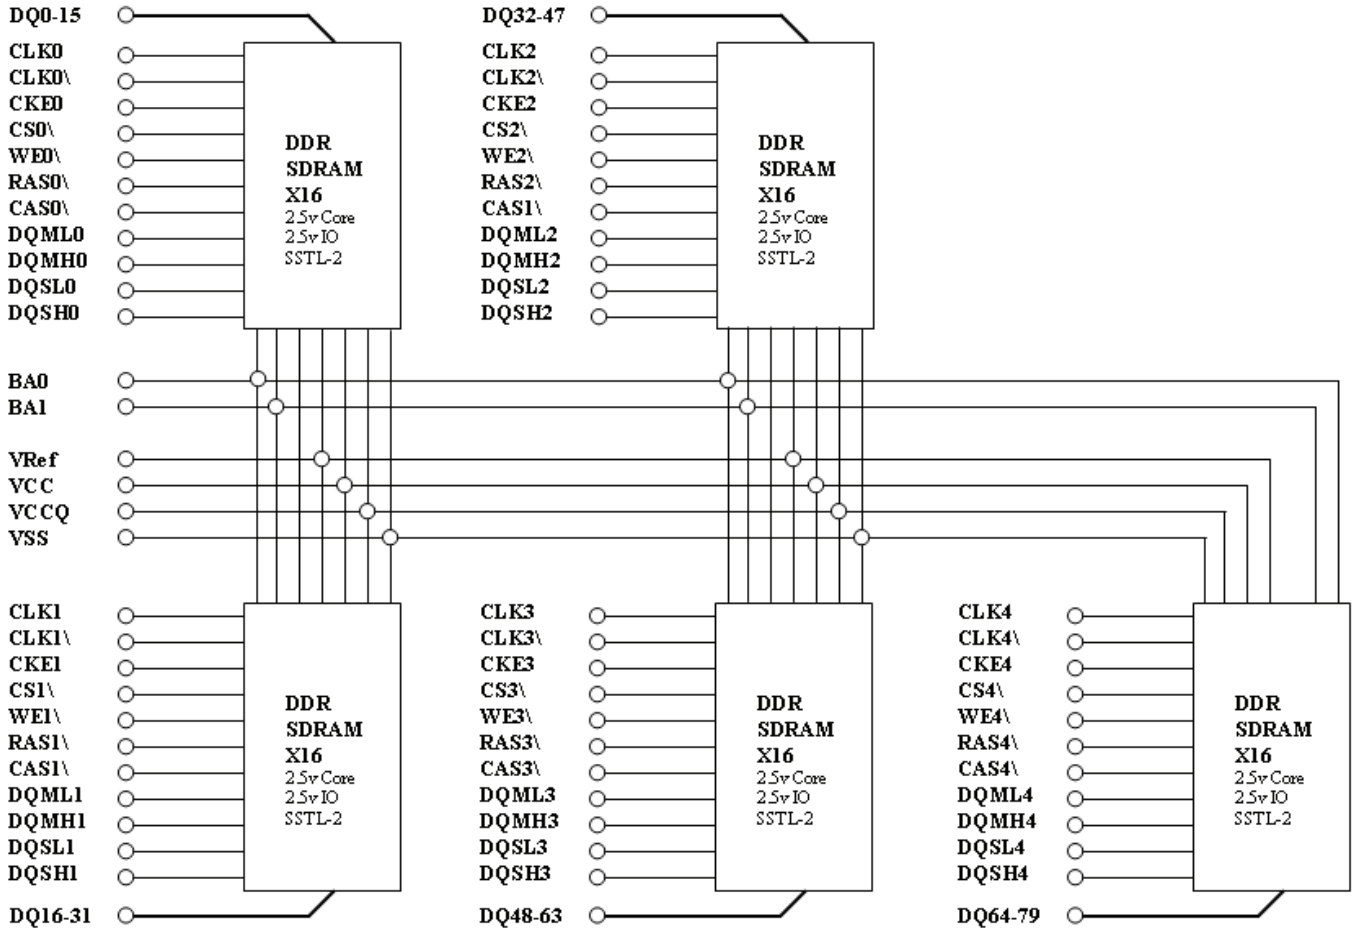 DQ0-15
CLK0
CLK0\
CKE0
CS0\
WE0\
RAS0\
CAS0\
DQML0
DQMH0
DQSL0
DQSH0
DDR
SDRAM
X16
2.5v Core
2.5v IO
SSTL-2
DQ32-47
CLK2
CLK2\
CKE2
CS2\
WE2\
RAS2\
CAS1\
DQML2
DQMH2
DQSL2
DQSH2
DDR
SDRAM
X16
2.5v Core
2.5v IO
SSTL-2
BA0
BA1
VRef
VCC
VCCQ
VSS
CLK1
CLK1\
CKE1
CS1\
WE1\
RAS1\
CAS1\
DQML1
DQMH1
DQSL1
DQSH1
DQ16-31
DDR
SDRAM
X16
2.5v Core
2.5v IO
SSTL-2
CLK3
CLK3\
CKE3
CS3\
WE3\
RAS3\
CAS3\
DQML3
DQMH3
DQSL3
DQSH3
DQ48-63
DDR
SDRAM
X16
2.5v Core
2.5v IO
SSTL-2
CLK4
CLK4\
CKE4
CS4\
WE4\
RAS4\
CAS4\
DQML4
DQMH4
DQSL4
DQSH4
DQ64-79
DDR
SDRAM
X16
2.5v Core
2.5v IO
SSTL-2